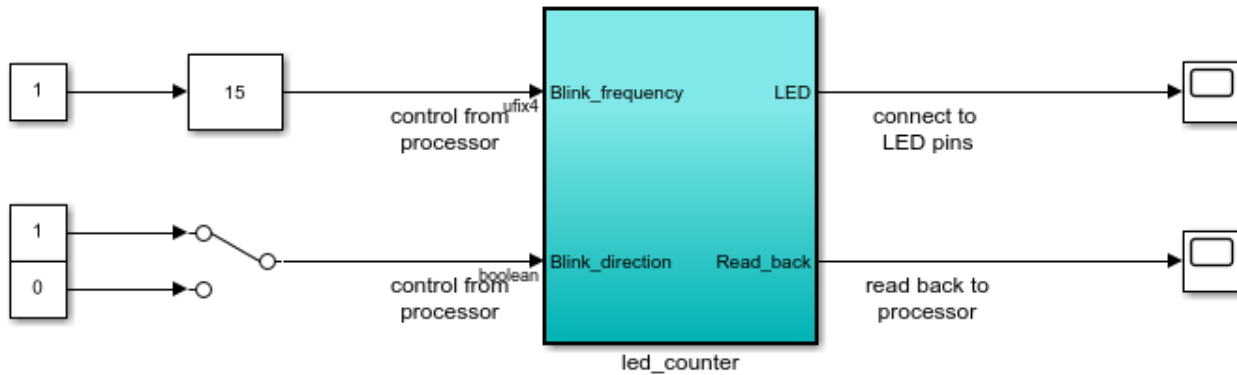 1
15
ufix4
Blink_frequency
LED
control from
processor
connect to
LED pins
1
0
boolean
Blink_direction
Read_back
control from
processor
read back to
processor
led_counter